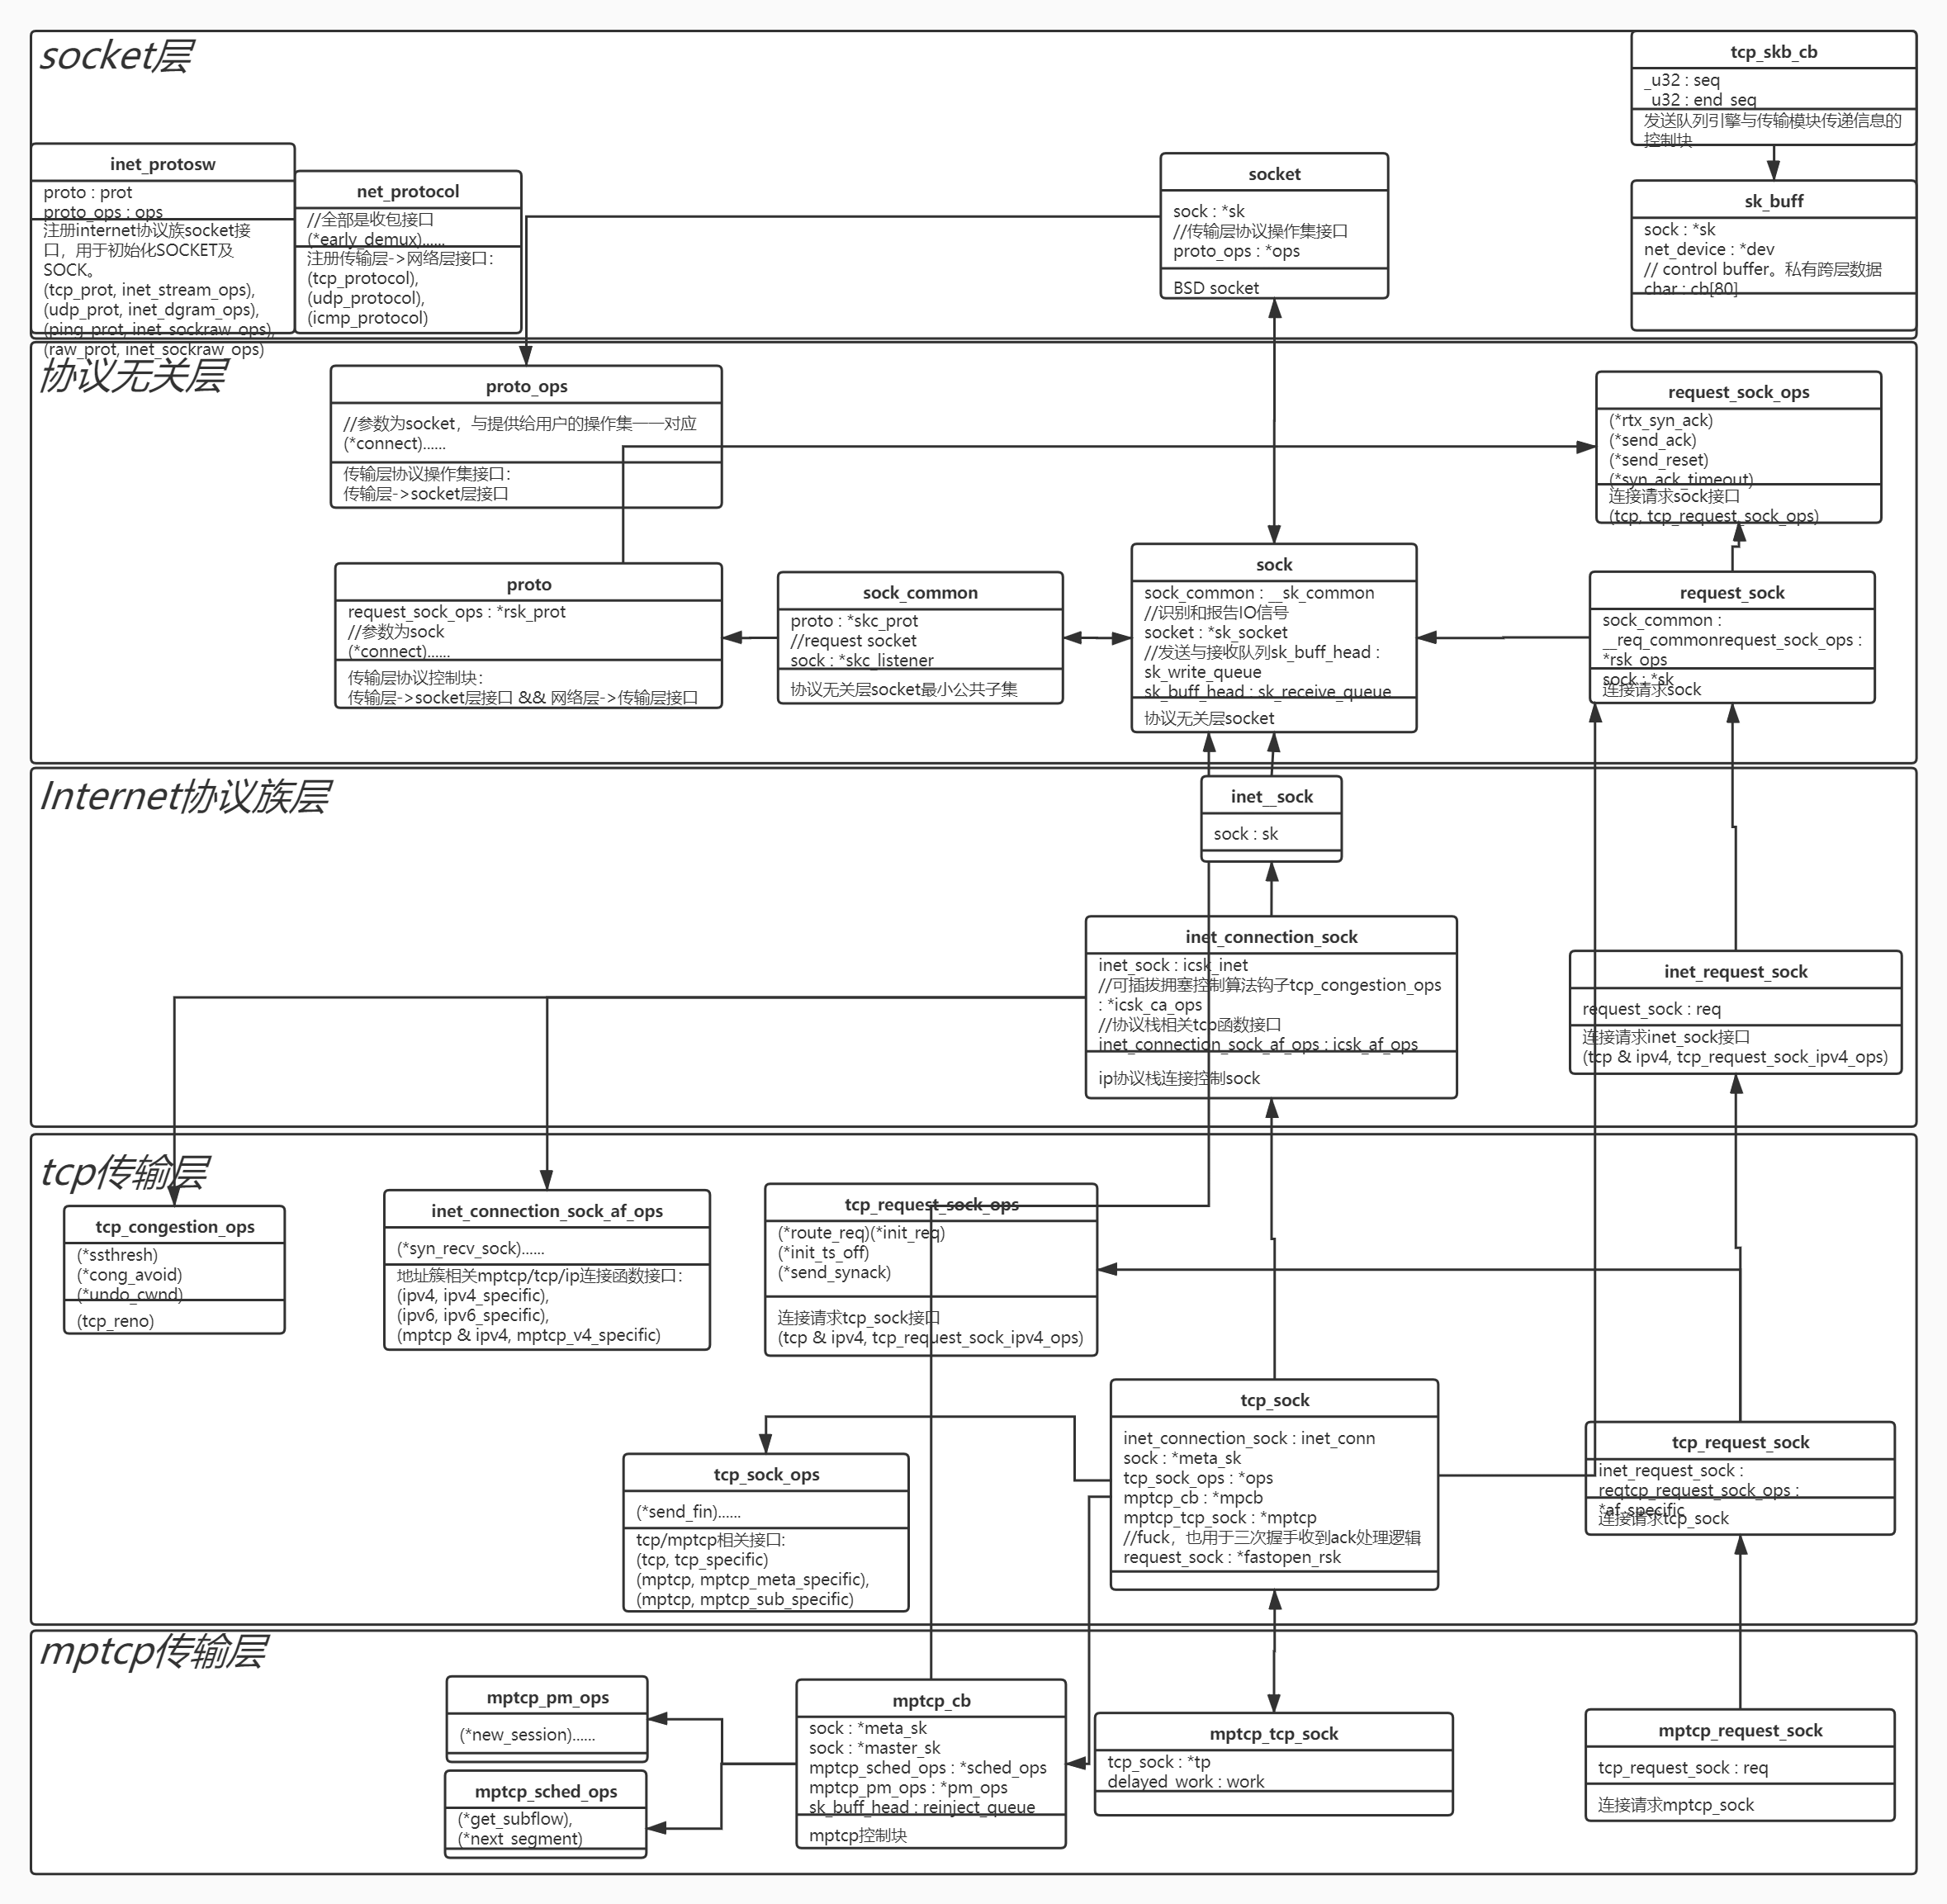 socket层
tcp_skb_cb
_u32 : seq
_u32 : end_seq
发送队列引擎与传输模块传递信息的
控制块
inet_protosw
proto : prot
proto_ops : ops
注册internet协议族socket接
口，用于初始化SOCKET及
SOCK。
(tcp_prot, inet_stream_ops),
(udp_prot, inet_dgram_ops),
(ping_prot, inet_sockraw_ops),
(raw_prot, inet_sockraw_ops)
net_protocol
//全部是收包接口
(*early_demux)......
注册传输层->网络层接口：
(tcp_protocol),
(udp_protocol),
(icmp_protocol)
socket
sock : *sk
//传输层协议操作集接口
proto_ops : *ops
BSD socket
sk_buff
sock : *sk
net_device : *dev
// control buffer。私有跨层数据
char : cb[80]
协议无关层
proto_ops
//参数为socket，与提供给用户的操作集一一对应
(*connect)......
传输层协议操作集接口：
传输层->socket层接口
request_sock_ops
(*rtx_syn_ack)
(*send_ack)
(*send_reset)
(*syn_ack_timeout)
连接请求sock接口
(tcp, tcp_request_sock_ops)
proto
request_sock_ops : *rsk_prot
//参数为sock
(*connect)......
传输层协议控制块：
传输层->socket层接口 && 网络层->传输层接口
sock_common
proto : *skc_prot
//request socket
sock : *skc_listener
协议无关层socket最小公共子集
sock
sock_common : __sk_common
//识别和报告IO信号
socket : *sk_socket
//发送与接收队列sk_buff_head :
sk_write_queue
sk_buff_head : sk_receive_queue
协议无关层socket
request_sock
sock_common :
__req_commonrequest_sock_ops :
*rsk_ops
sock : *sk
连接请求sock
Internet协议族层
inet__sock
sock : sk
inet_connection_sock
inet_sock : icsk_inet
//可插拔拥塞控制算法钩子tcp_congestion_ops
: *icsk_ca_ops
//协议栈相关tcp函数接口
inet_connection_sock_af_ops : icsk_af_ops
ip协议栈连接控制sock
inet_request_sock
request_sock : req
连接请求inet_sock接口
(tcp & ipv4, tcp_request_sock_ipv4_ops)
tcp传输层
tcp_congestion_ops
(*ssthresh)
(*cong_avoid)
(*undo_cwnd)
(tcp_reno)
inet_connection_sock_af_ops
(*syn_recv_sock)......
地址簇相关mptcp/tcp/ip连接函数接口：
(ipv4, ipv4_specific),
(ipv6, ipv6_specific),
(mptcp & ipv4, mptcp_v4_specific)
tcp_request_sock_ops
(*route_req)(*init_req)
(*init_ts_off)
(*send_synack)
连接请求tcp_sock接口
(tcp & ipv4, tcp_request_sock_ipv4_ops)
tcp_sock_ops
(*send_fin)......
tcp/mptcp相关接口：
(tcp, tcp_specific)
(mptcp, mptcp_meta_specific),
(mptcp, mptcp_sub_specific)
tcp_sock
inet_connection_sock : inet_conn
sock : *meta_sk
tcp_sock_ops : *ops
mptcp_cb : *mpcb
mptcp_tcp_sock : *mptcp
//fuck，也用于三次握手收到ack处理逻辑
request_sock : *fastopen_rsk
tcp_request_sock
inet_request_sock :
reqtcp_request_sock_ops :
*af_specific
连接请求tcp_sock
mptcp传输层
mptcp_pm_ops
(*new_session)......
mptcp_sched_ops
(*get_subflow),
(*next_segment)
mptcp_cb
sock : *meta_sk
sock : *master_sk
mptcp_sched_ops : *sched_ops
mptcp_pm_ops : *pm_ops
sk_buff_head : reinject_queue
mptcp控制块
mptcp_tcp_sock
tcp_sock : *tp
delayed_work : work
mptcp_request_sock
tcp_request_sock : req
连接请求mptcp_sock